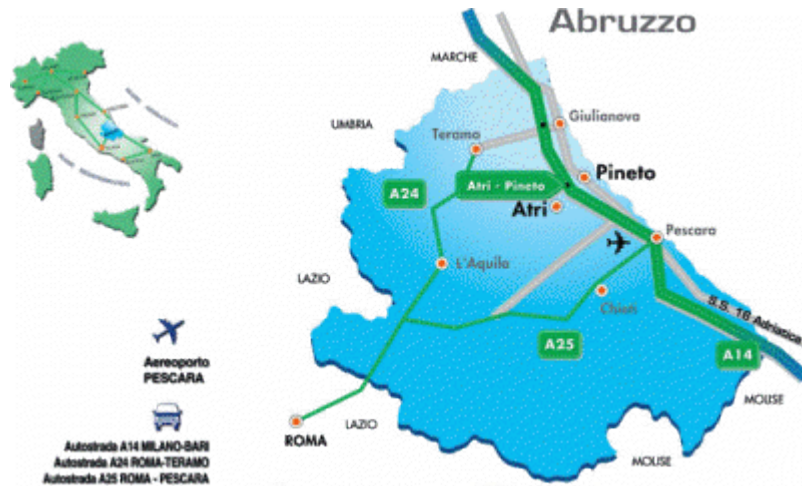 Abruzzo
MARCHE
UMBRIA
Giulianova
Teramo
Pineto
Atri - Pineto
A24
Atri
Pescara
L'Aquila
LAZIO
Chieti
S.S. 16 Adriatica
A25
A14
Aereoporto
PESCARA
MOLISE
LAZIO
ROMA
MOLISE
Autostrada A14 MILANO-BARI
Autostrada A24 ROMA-TERAMO
Autostrada A25 ROMA - PESCARA